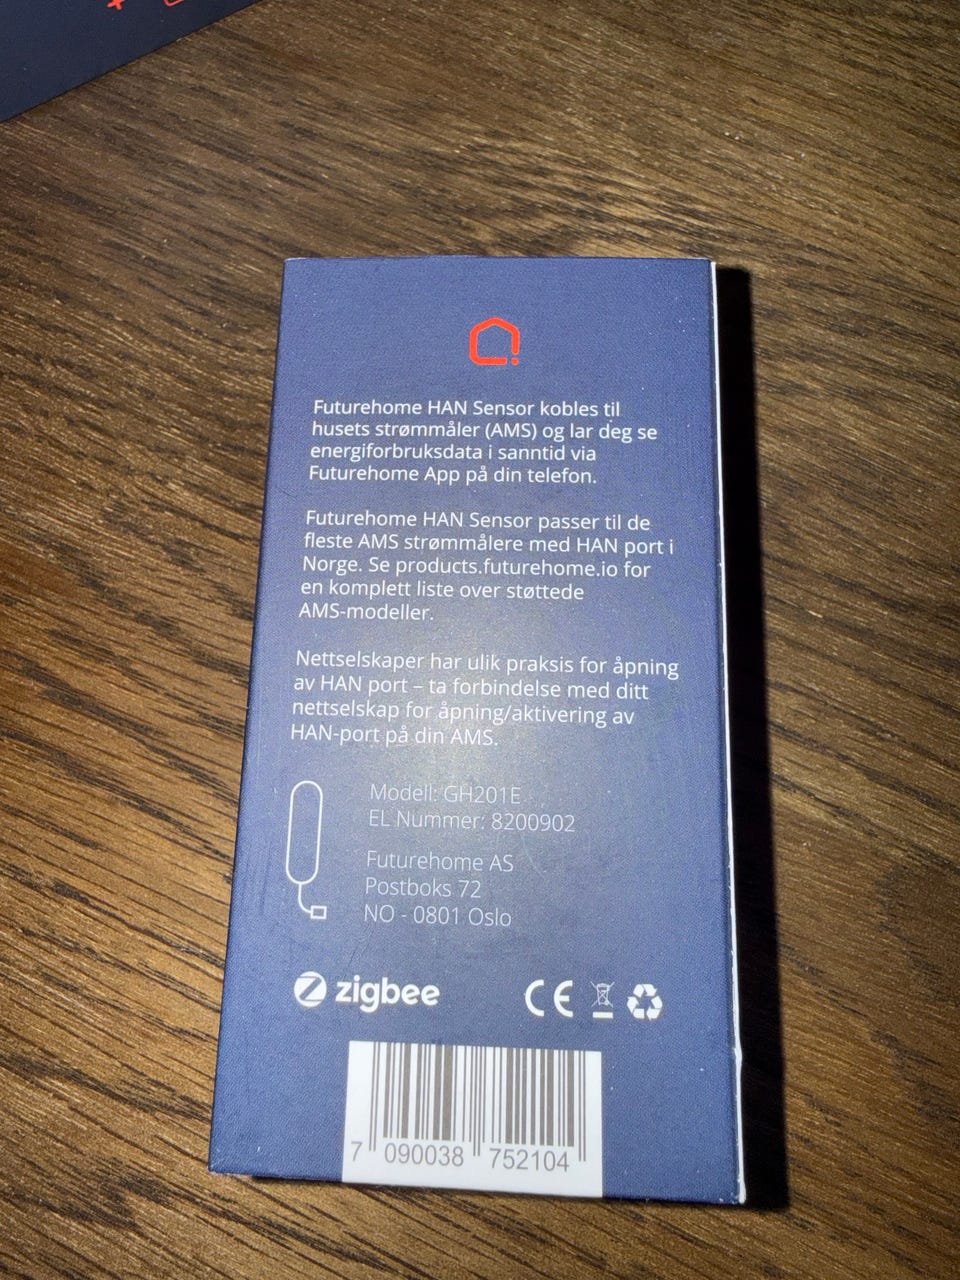 Futurehome HAN Sensor kobles til
husets strømmåler (AMS) og lar deg se
energiforbruksdata i sanntid via
Futurehome App på din telefon.
Futurehome HAN Sensor passer til de
fleste AMS strømmålere med HAN port i
Norge. Se products.futurehome.io for
en komplett liste over støttede
AMS-modeller.
Nettselskaper har ulik praksis for åpning
av HAN port – ta forbindelse med ditt
nettselskap for åpning/aktivering av
HAN-port på din AMS.
Modell: GH201E
EL Nummer: 8200902
Futurehome AS
Postboks 72
NO - 0801 Oslo
zigbee CE
7 090038 752104